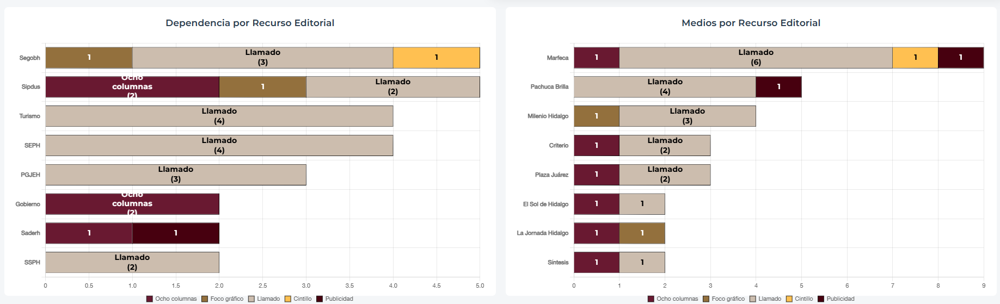 Dependencia por Recurso Editorial
Segobh
1
Llamado
(3)
1
Sipdus
Ocho
columnas
(2)
1
Llamado
(2)
Turismo
Llamado
(4)
SEPH
Llamado
(4)
PGJEH
Llamado
(3)
Gobierno
Ocho
columnas
(2)
Saderh
1
1
SSPH
Llamado
(2)
0 0.5 1.0 1.5 2.0 2.5 3.0 3.5 4.0 4.5 5.0
Ocho columnas Foco gráfico Llamado Cintillo Publicidad
Medios por Recurso Editorial
Marfeca
1
Llamado
(6)
1
1
Pachuca Brilla
Llamado
(4)
1
Milenio Hidalgo
1
Llamado
(3)
Criterio
1
Llamado
(2)
Plaza Juárez
1
Llamado
(2)
El Sol de Hidalgo
1
1
La Jornada Hidalgo
1
1
Síntesis
1
1
0 1 2 3 4 5 6 7 8 9
Ocho columnas Foco gráfico Llamado Cintillo Publicidad